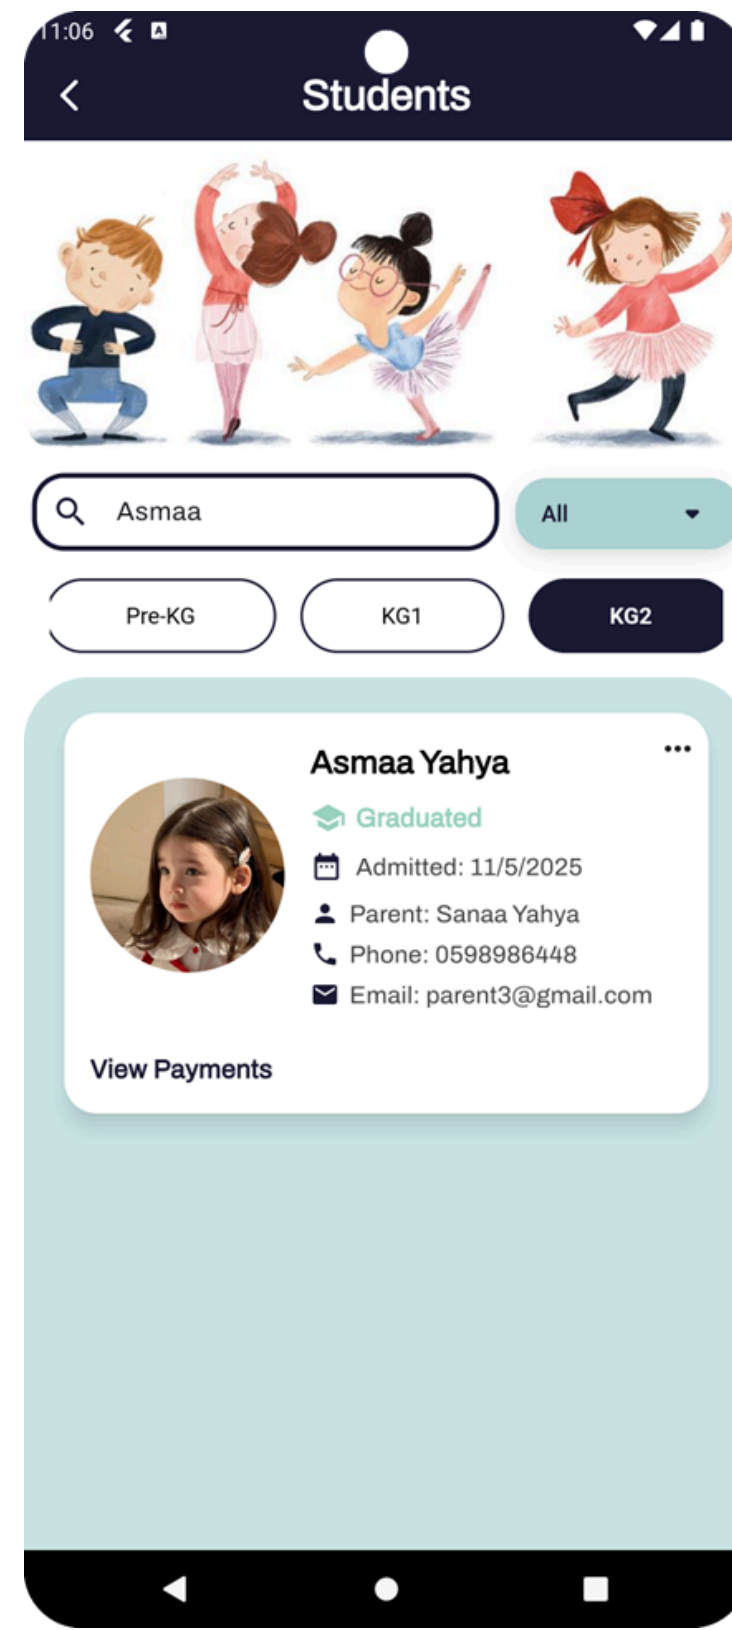 11:06
Students
Asmaa
All
Pre-KG
KG1
KG2
Asmaa Yahya
Graduated
Admitted: 11/5/2025
Parent: Sanaa Yahya
Phone: 0598986448
Email: parent3@gmail.com
View Payments